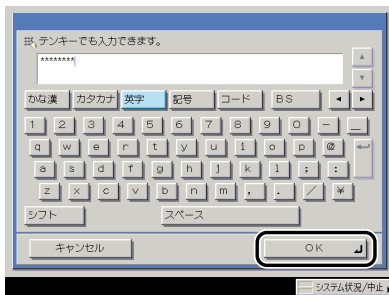 テンキーでも入力できます。
********
かな漢 カタカナ 英字 記号 コード BS
1 2 3 4 5 6 7 8 9 0 - _
q w e r t y u i o p @
a s d f g h j k l ; :
z x c v b n m , . / ¥
シフト スペース
キャンセル OK
システム状況/中止